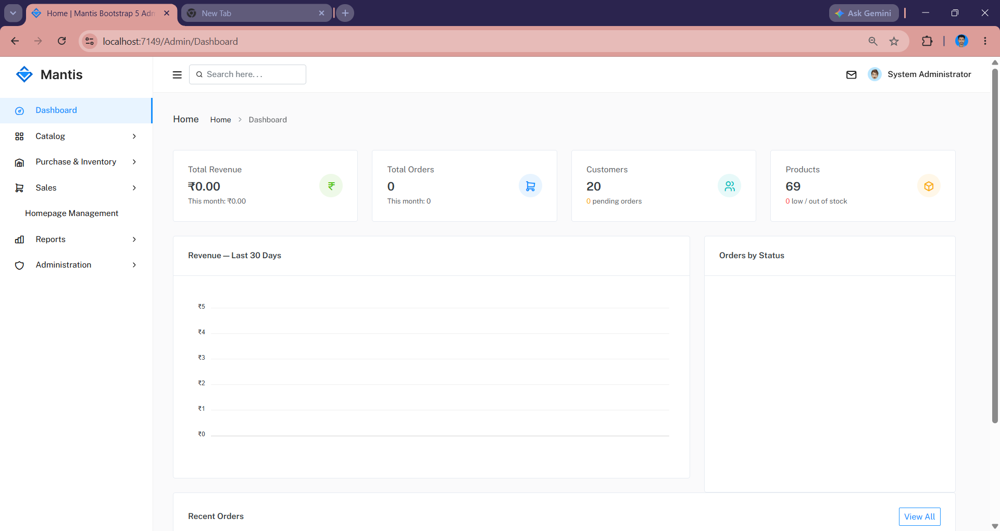 Home | Mantis Bootstrap 5 Adn
New Tab
Ask Gemini
localhost:7149/Admin/Dashboard
Mantis
Search here. . .
System Administrator
Dashboard
Catalog
Purchase & Inventory
Sales
Homepage Management
Reports
Administration
Home Home > Dashboard
Total Revenue
₹0.00
This month: ₹0.00
Total Orders
0
This month: 0
Customers
20
0 pending orders
Products
69
0 low / out of stock
Revenue — Last 30 Days
₹5
₹4
₹3
₹2
₹1
₹0
Orders by Status
Recent Orders
View All